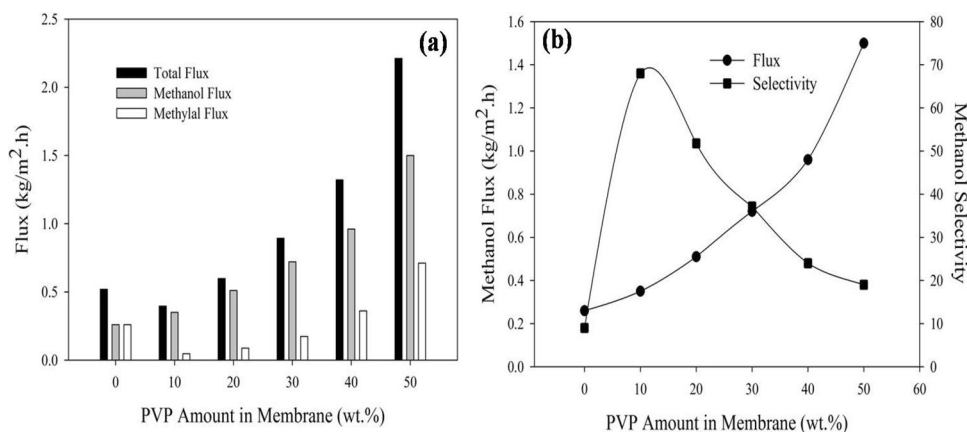 (a)
Total Flux
Methanol Flux
Methylal Flux
Flux (kg/m².h)
2.5
2.0
1.5
1.0
0.5
0.0
0 10 20 30 40 50
PVP Amount in Membrane (wt.%)
(b)
Flux
Selectivity
Methanol Flux (kg/m².h)
1.6
1.4
1.2
1.0
0.8
0.6
0.4
0.2
0.0
80
70
60
50
40
30
20
10
0
Methanol Selectivity
0 10 20 30 40 50 60
PVP Amount in Membrane (wt.%)